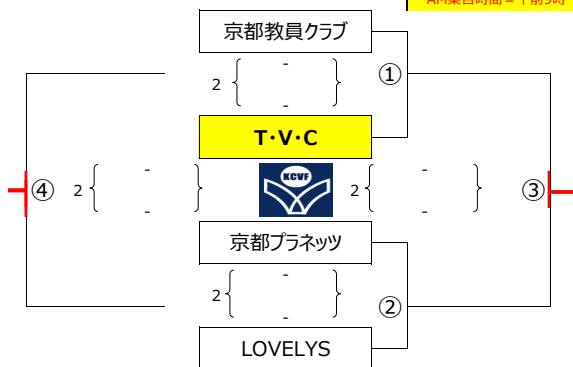 AM集合時間=午前9時
京都教員クラブ
①
2 { - - }
T・V・C
④
2 { - - }
KCVF
2 { - - }
③
京都プラネッツ
2 { - - }
②
LOVELYS